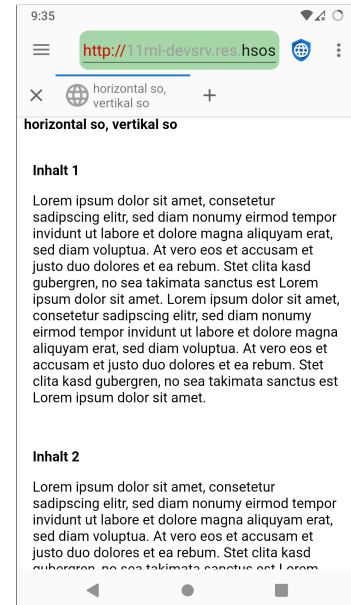 9:35
http://11ml-devsrv.res.hsos
horizontal so,
vertikal so
horizontal so, vertikal so
Inhalt 1
Lorem ipsum dolor sit amet, consetetur
sadipscing elitr, sed diam nonumy eirmod tempor
invidunt ut labore et dolore magna aliquyam erat,
sed diam voluptua. At vero eos et accusam et
justo duo dolores et ea rebum. Stet clita kasd
gubergren, no sea takimata sanctus est Lorem
ipsum dolor sit amet. Lorem ipsum dolor sit amet,
consetetur sadipscing elitr, sed diam nonumy
eirmod tempor invidunt ut labore et dolore magna
aliquyam erat, sed diam voluptua. At vero eos et
accusam et justo duo dolores et ea rebum. Stet
clita kasd gubergren, no sea takimata sanctus est
Lorem ipsum dolor sit amet.
Inhalt 2
Lorem ipsum dolor sit amet, consetetur
sadipscing elitr, sed diam nonumy eirmod tempor
invidunt ut labore et dolore magna aliquyam erat,
sed diam voluptua. At vero eos et accusam et
justo duo dolores et ea rebum. Stet clita kasd
gubergren, no sea takimata sanctus est Lorem